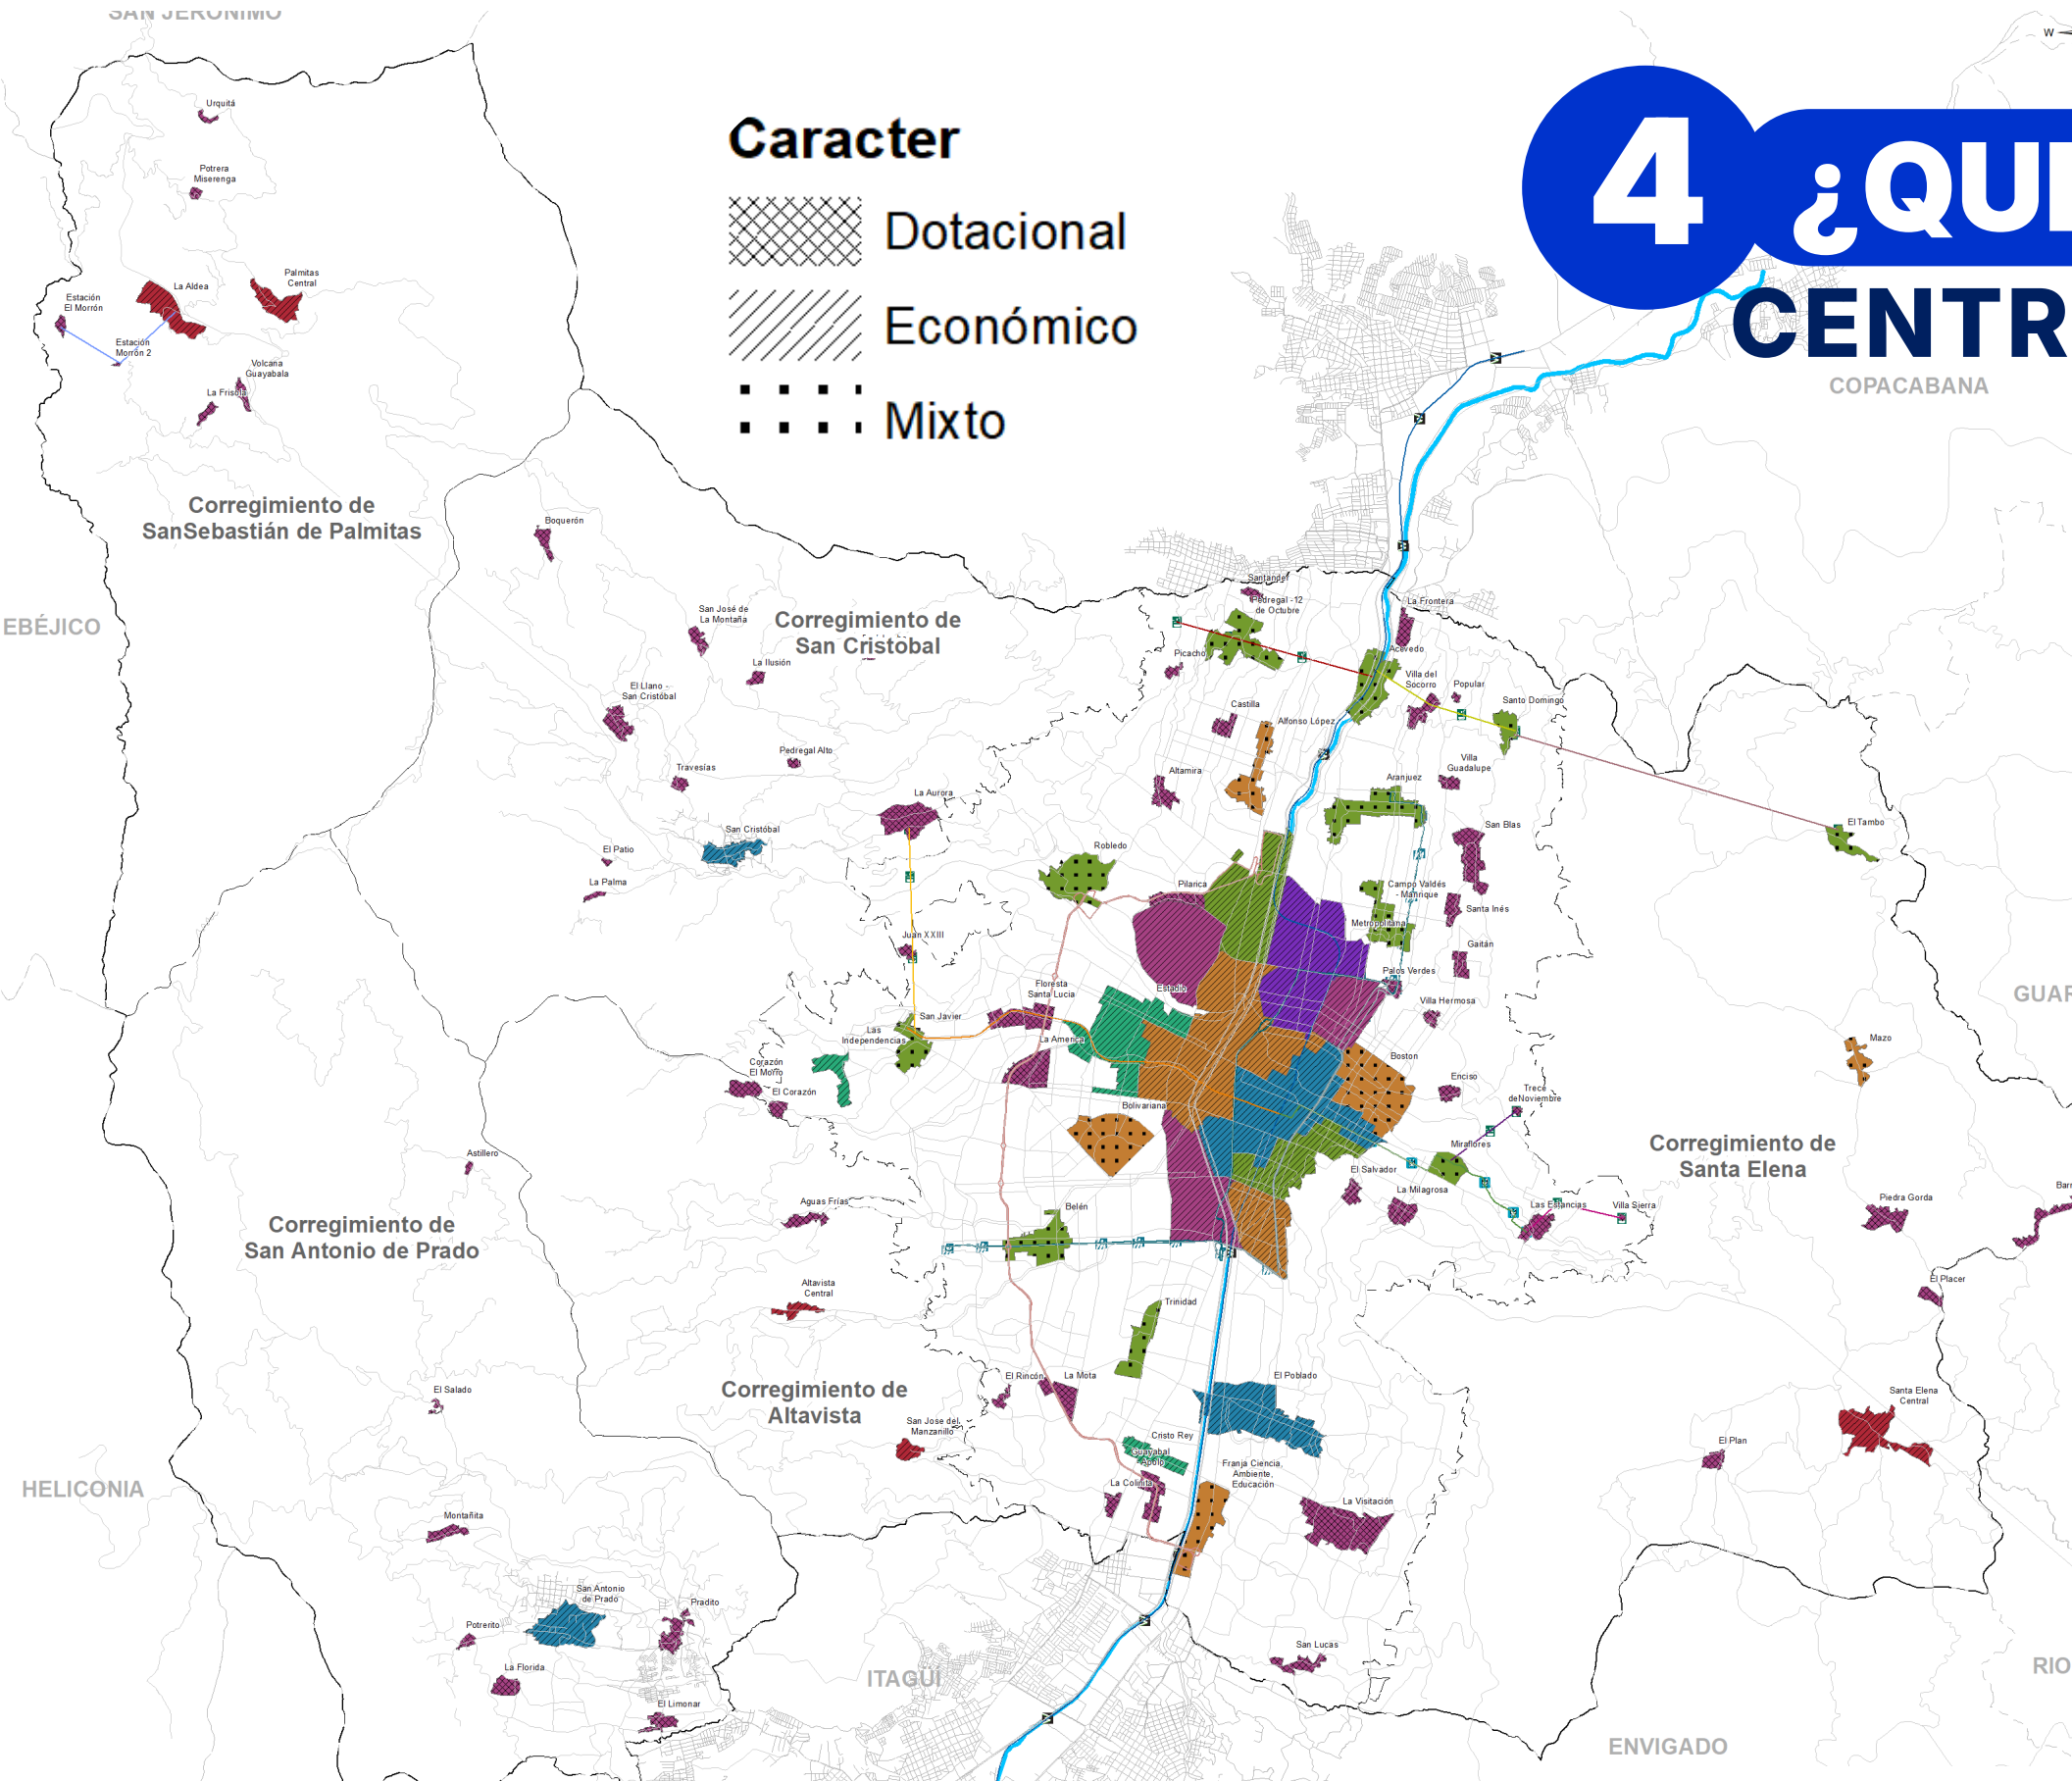 SAN JERÓNIMO
W
4
¿QUE
CENTR
COPACABANA
Caracter
Dotacional
Económico
Mixto
Urquitá
Potrera
Miserenga
La Aldea
Palmitas
Central
Estación
El Morrón
Estación
Morrón 2
Volcana
Guayabala
La Frisola
Corregimiento de
SanSebastián de Palmitas
Boquerón
EBÉJICO
San José de
La Montaña
Corregimiento de
San Cristóbal
La Ilusión
El Llano -
San Cristóbal
Pedregal Alto
Travesías
La Aurora
San Cristóbal
El Patio
La Palma
Santander
Pedregal -12
de Octubre
La Frontera
Picacho
Acevedo
Villa del
Socorro
Popular
Santo Domingo
Castilla
Alfonso López
Villa
Guadalupe
Altamira
Aranjuez
San Blas
El Tambo
Robledo
Pilarica
Campo Valdés
- Manrique
Santa Inés
Metropolitana
Juan XXIII
Gaitán
Palos Verdes
Floresta
Santa Lucia
Estadio
Villa Hermosa
GUAR
San Javier
Las
Independencias
La America
Mazo
Boston
Corazón
El Morro
El Corazón
Enciso
Trece
deNoviembre
Bolivariana
Miraflores
Corregimiento de
Santa Elena
Astillero
El Salvador
La Milagrosa
Aguas Frías
Belén
Las Estancias
Villa Sierra
Piedra Gorda
Barr
Corregimiento de
San Antonio de Prado
Altavista
Central
El Placer
Trinidad
El Salado
Corregimiento de
Altavista
El Rincón
La Mota
El Poblado
Santa Elena
Central
San Jose del
Manzanillo
Cristo Rey
El Plan
Guayabal
- Apolo
Franja Ciencia,
Ambiente,
Educación
La Colinita
HELICONIA
La Visitación
Montañita
San Antonio
de Prado
Pradito
Potrerito
San Lucas
La Florida
ITAGÜÍ
RIO
El Limonar
ENVIGADO